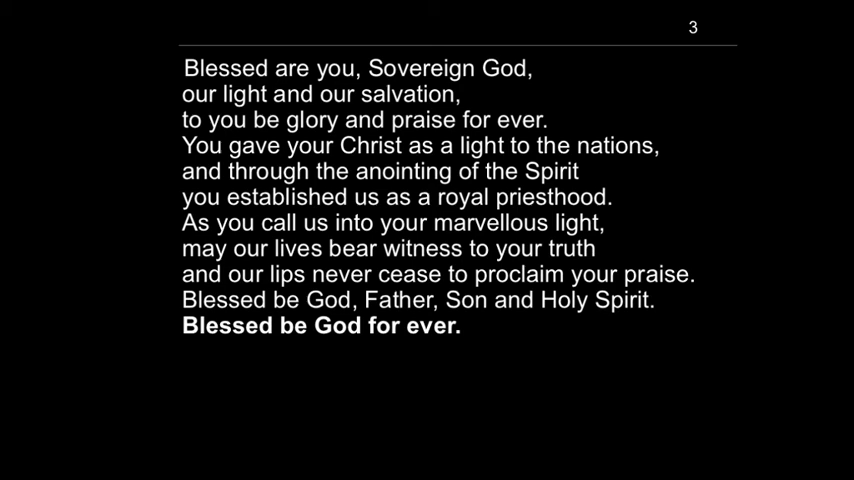 3
Blessed are you, Sovereign God,
our light and our salvation,
to you be glory and praise for ever.
You gave your Christ as a light to the nations,
and through the anointing of the Spirit
you established us as a royal priesthood.
As you call us into your marvellous light,
may our lives bear witness to your truth
and our lips never cease to proclaim your praise.
Blessed be God, Father, Son and Holy Spirit.
Blessed be God for ever.